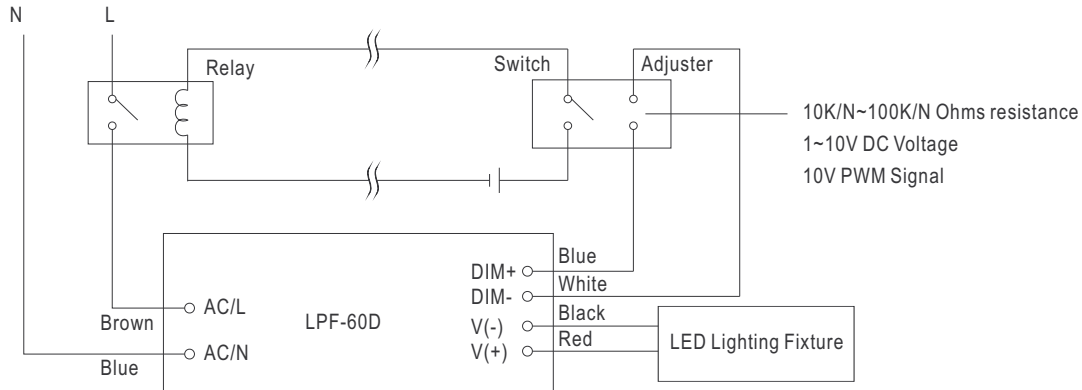 N L
Relay
Switch
Adjuster
10K/N~100K/N Ohms resistance
1~10V DC Voltage
10V PWM Signal
Blue
DIM+
White
DIM-
Black
V(-)
Red
V(+)
LED Lighting Fixture
LPF-60D
AC/L
Brown
AC/N
Blue